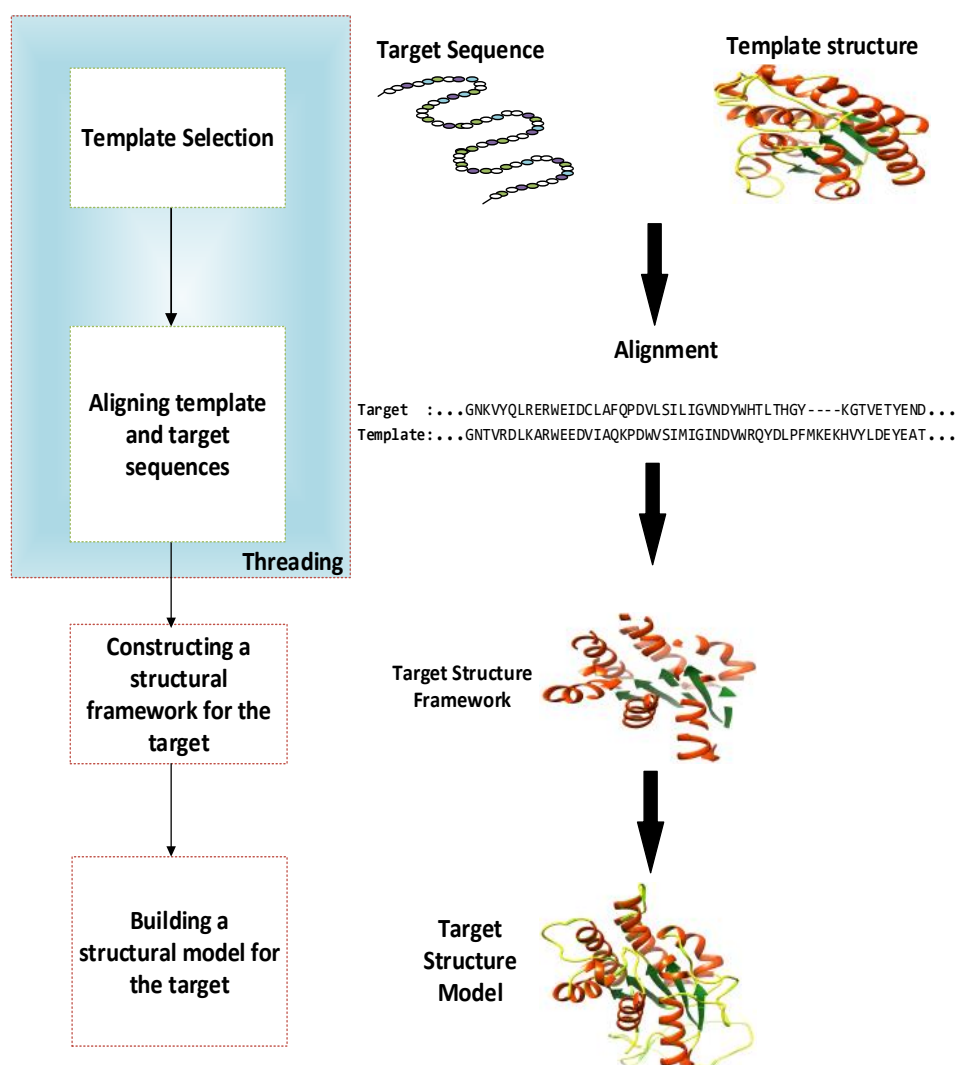 Template Selection
Aligning template
and target
sequences
Threading
Constructing a
structural
framework for the
target
Building a
structural model for
the target
Target Sequence
Template structure
Alignment
Target :...GNKVYQLRERWEIDCLAFQPDVLSILIGVNDYWHTLTHGY----KGTVETYEND...
Template:...GNTVRDLKARWEEDVIAQKPDWVSIMIGINDVWRQYDLPFMKEKHVYLDEYEAT...
Target Structure
Framework
Target
Structure
Model